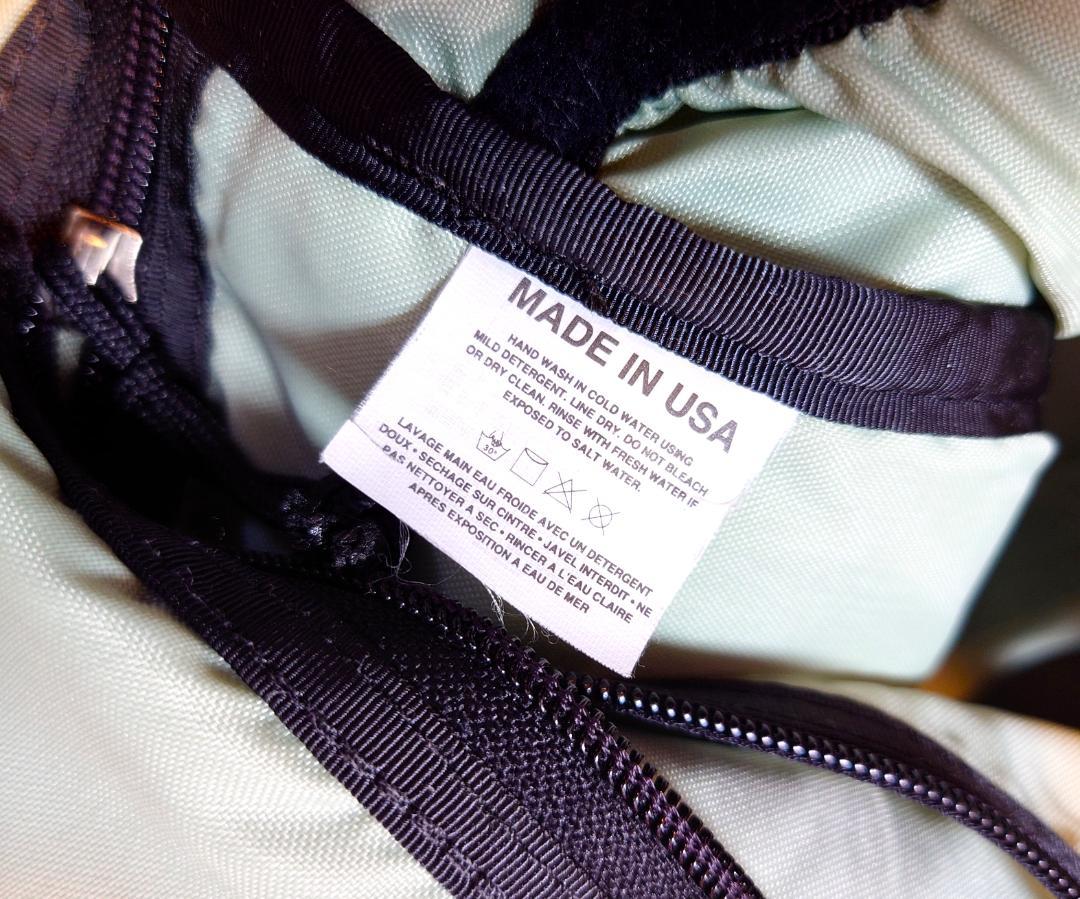 MADE IN USA
HAND WASH IN COLD WATER USING
MILD DETERGENT. LINE DRY. DO NOT BLEACH
OR DRY CLEAN. RINSE WITH FRESH WATER IF
EXPOSED TO SALT WATER.
30°
LAVAGE MAIN EAU FROIDE AVEC UN DETERGENT
DOUX • SECHAGE SUR CINTRE • JAVEL INTERDIT • NE
PAS NETTOYER A SEC • RINCER A L'EAU CLAIRE
APRES EXPOSITION A EAU DE MER